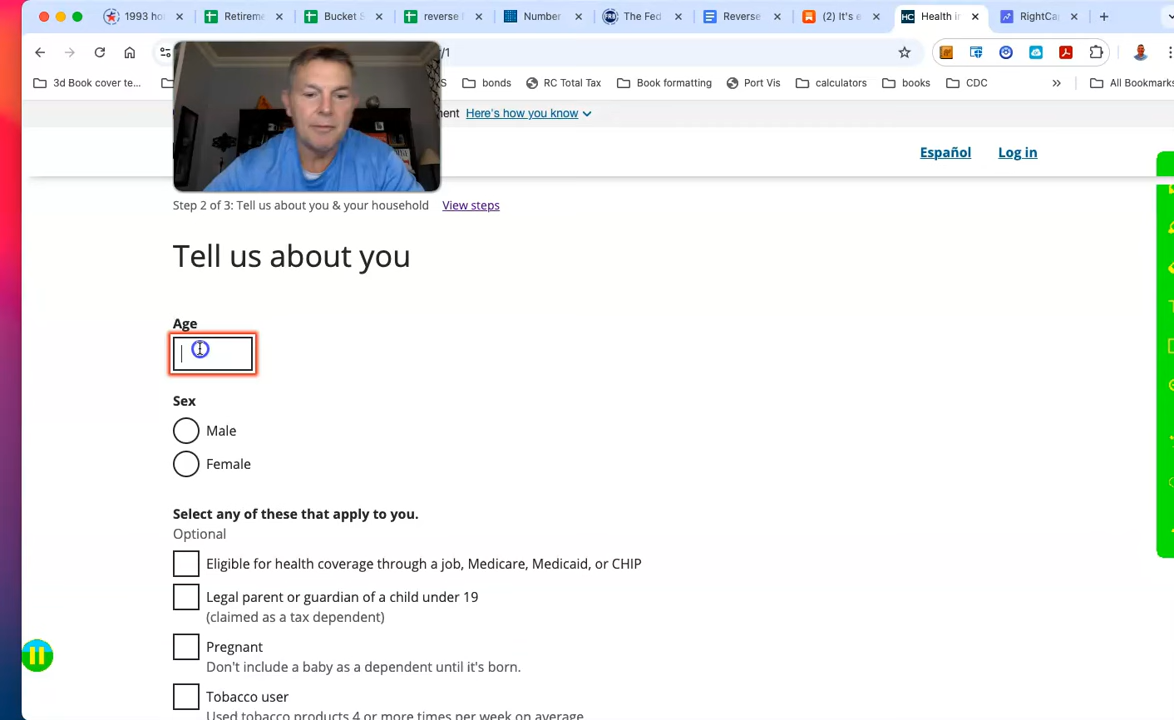 1993 ho
Retirem
Bucket S
reverse l
Number
The Fed
Reverse
(2) It's e
Health in
RightCa
/1
3d Book cover te...
S
bonds
RC Total Tax
Book formatting
Port Vis
calculators
books
CDC
»
All Bookmarks
ment Here's how you know
Español
Log in
Step 2 of 3: Tell us about you & your household View steps
Tell us about you
Age
Sex
Male
Female
Select any of these that apply to you.
Optional
Eligible for health coverage through a job, Medicare, Medicaid, or CHIP
Legal parent or guardian of a child under 19
(claimed as a tax dependent)
Pregnant
Don't include a baby as a dependent until it's born.
Tobacco user
Used tobacco products 4 or more times per week on average